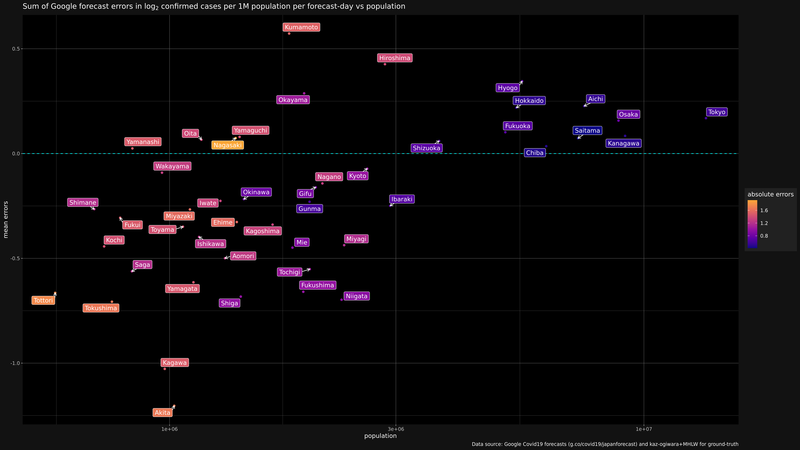 Sum of Google forecast errors in log₂ confirmed cases per 1M population per forecast-day vs population
Kumamoto
0.5
Hiroshima
Hyogo
Okayama
Hokkaido
Aichi
Osaka
Tokyo
Fukuoka
Oita
Yamaguchi
Saitama
Yamanashi
Nagasaki
Kanagawa
Shizuoka
0.0
Chiba
Wakayama
Nagano
Kyoto
Okinawa
Gifu
Shimane
Iwate
Ibaraki
Gunma
Miyazaki
Fukui
Toyama
Ehime
Kagoshima
Kochi
Ishikawa
Mie
Miyagi
Aomori
-0.5
Saga
Tochigi
Yamagata
Fukushima
Tottori
Tokushima
Shiga
Niigata
-1.0
Kagawa
Akita
mean errors
1e+06
3e+06
1e+07
population
absolute errors
1.6
1.2
0.8
Data source: Google Covid19 forecasts (g.co/covid19/japanforecast) and kaz-ogiwara+MHLW for ground-truth